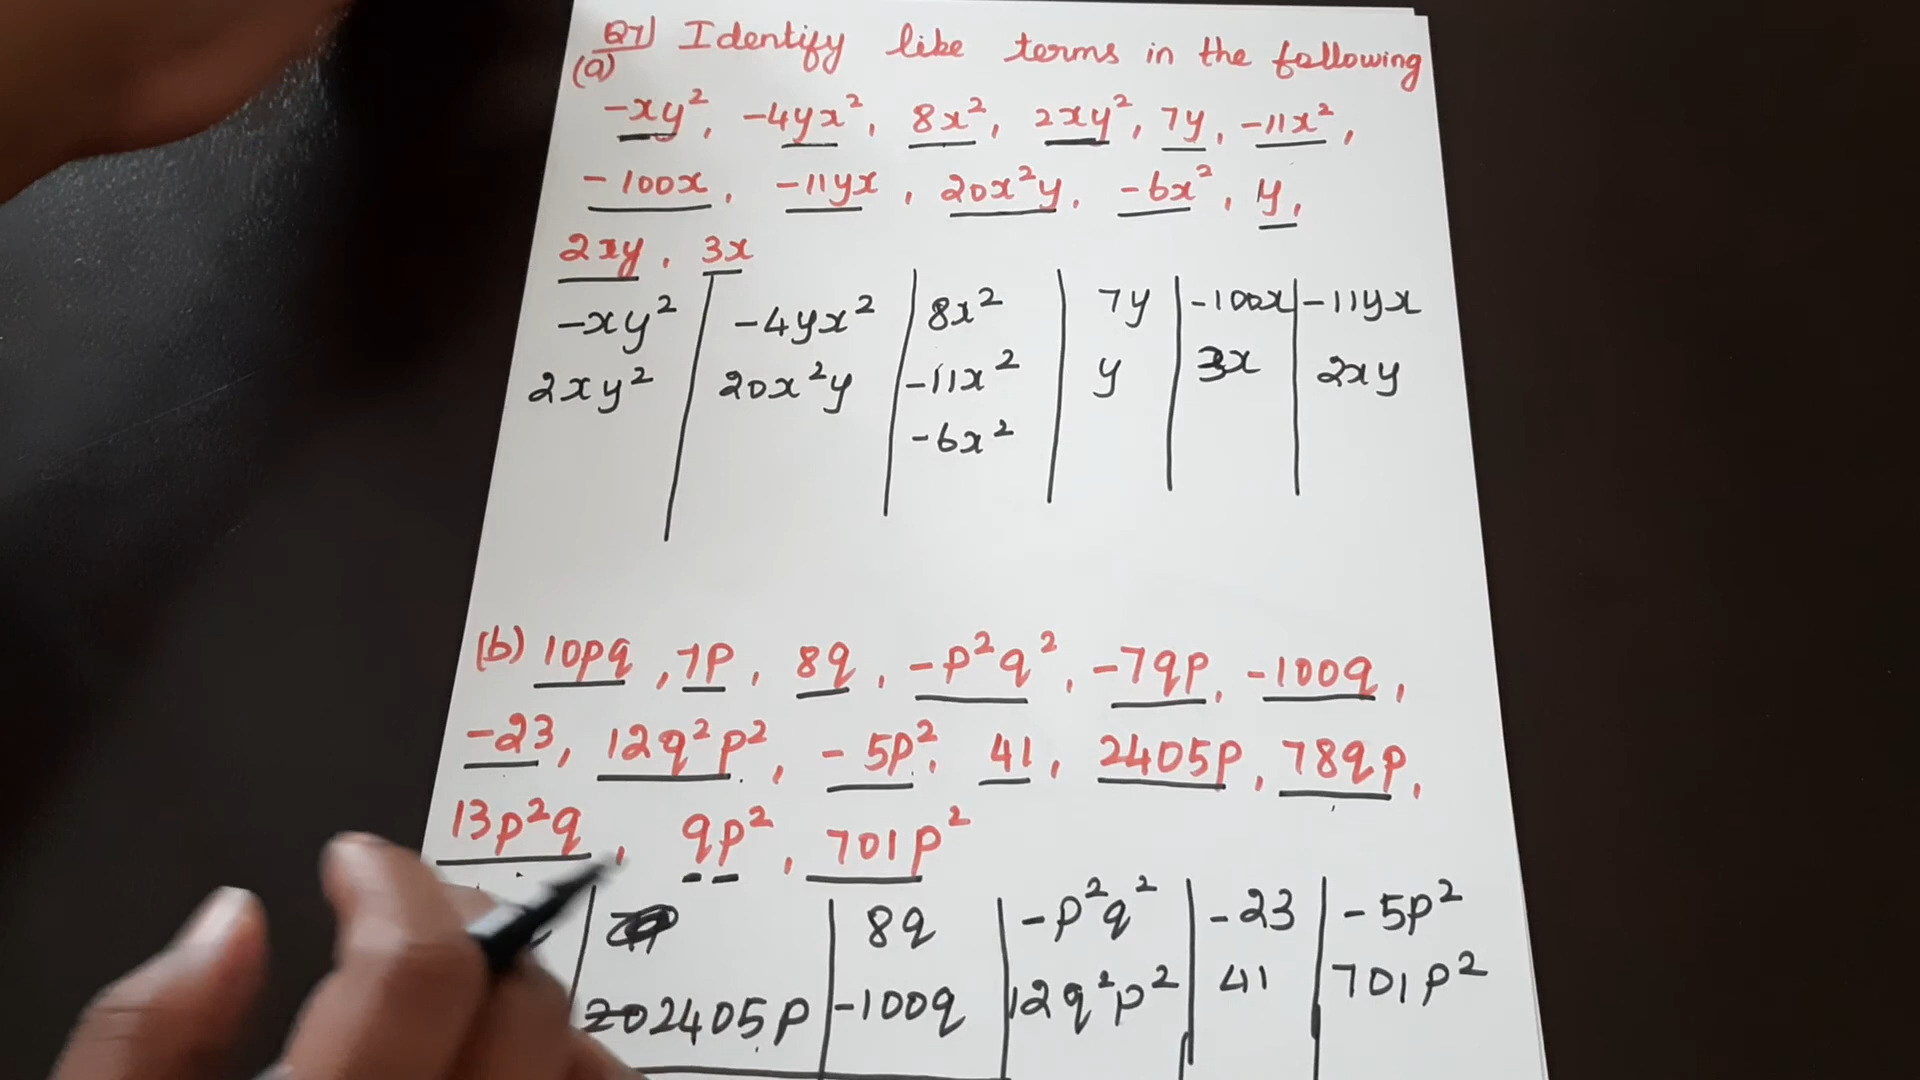 Q7) Identify like terms in the following
(a)
-xy², -4yx², 8x², 2xy², 7y, -11x²,
-100x, -11yx, 20x²y, -6x², y,
2xy, 3x
-xy² | -4yx² | 8x² | 7y | -100x | -11yx
2xy² | 20x²y | -11x² | y | 3x | 2xy
-6x²
(b) 10pq, 7p, 8q, -p²q², -7qp, -100q,
-23, 12q²p², -5p², 41, 2405p, 78qp,
13p²q, qp², 701p²
8q | -p²q² | -23 | -5p²
2405p | -100q | 12q²p² | 41 | 701p²